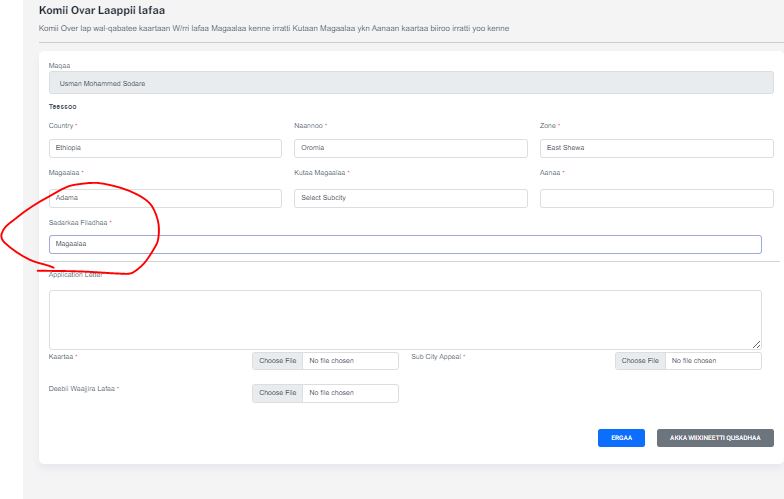 Komii Ovar Laappii lafaa
Komii Over lap wal-qabatee kaartaan W/rri lafaa Magaalaa kenne irratti Kutaan Magaalaa ykn Aanaan kaartaa biiroo irratti yoo kenne
Maqaa
Usman Mohammed Sodare
Teessoo
Country * Naannoo * Zone *
Ethiopia Oromia East Shewa
Magaalaa * Kutaa Magaalaa * Aanaa *
Adama Select Subcity
Sadarkaa Filadhaa *
Magaalaa
Application Letter
Kaartaa * Choose File No file chosen Sub City Appeal * Choose File No file chosen
Deebii Waajjira Lafaa * Choose File No file chosen
ERGAA AKKA WIIXINEETTI QUSADHAA